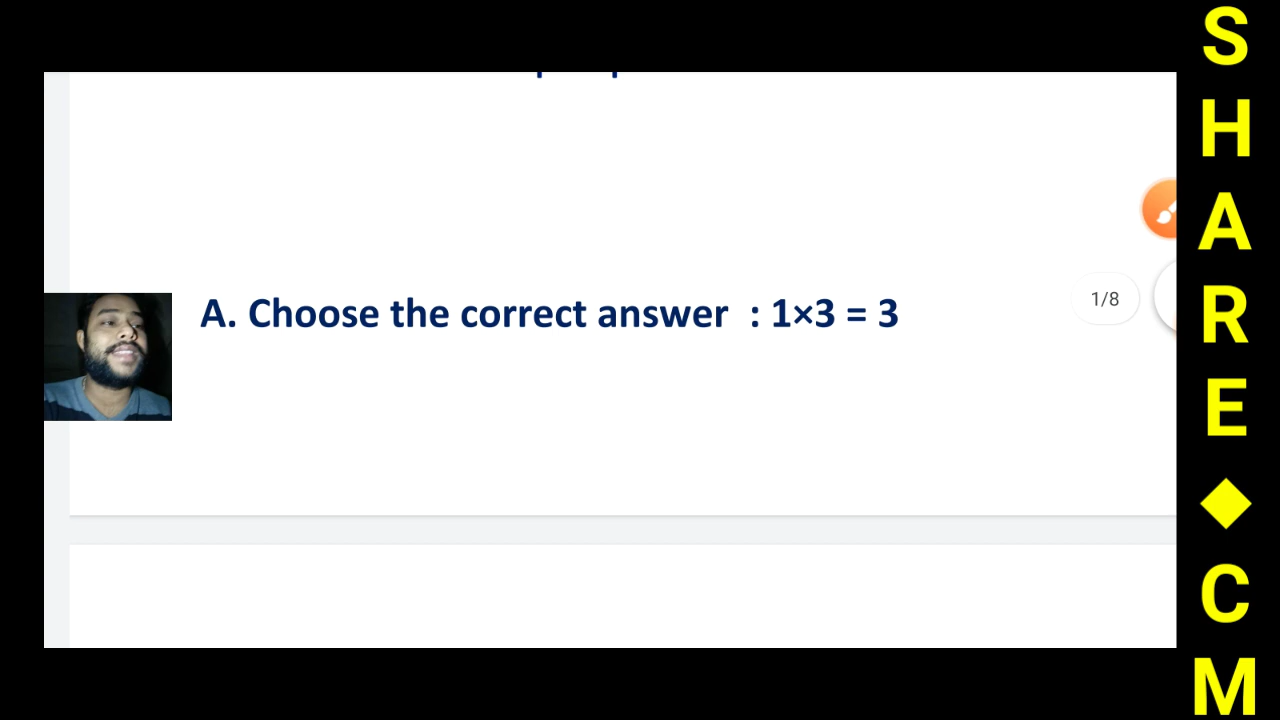 A. Choose the correct answer : 1×3 = 3
1/8
S
H
A
R
E
◆
C
M